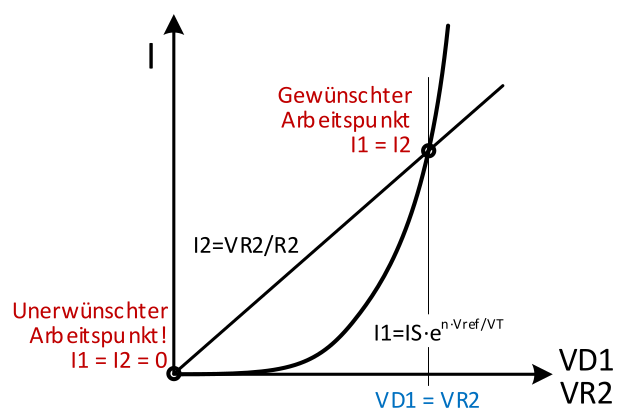 I
Gewünschter
Arbeitspunkt
I1 = I2
I2=VR2/R2
Unerwünschter
Arbeitspunkt!
I1 = I2 = 0
I1=IS·e^n·Vref/VT
VD1
VR2
VD1 = VR2